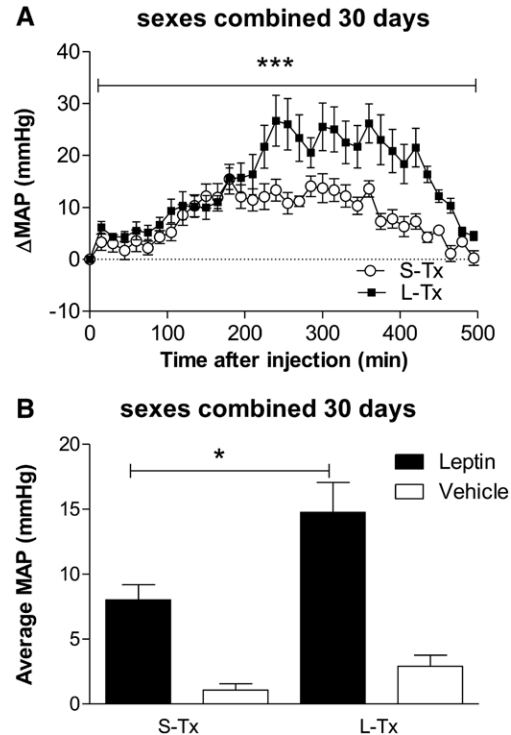 A sexes combined 30 days
***
ΔMAP (mmHg)
40
30
20
10
0
-10
S-Tx
L-Tx
0 100 200 300 400 500
Time after injection (min)
B sexes combined 30 days
*
Leptin
Vehicle
Average MAP (mmHg)
20
15
10
5
0
S-Tx L-Tx